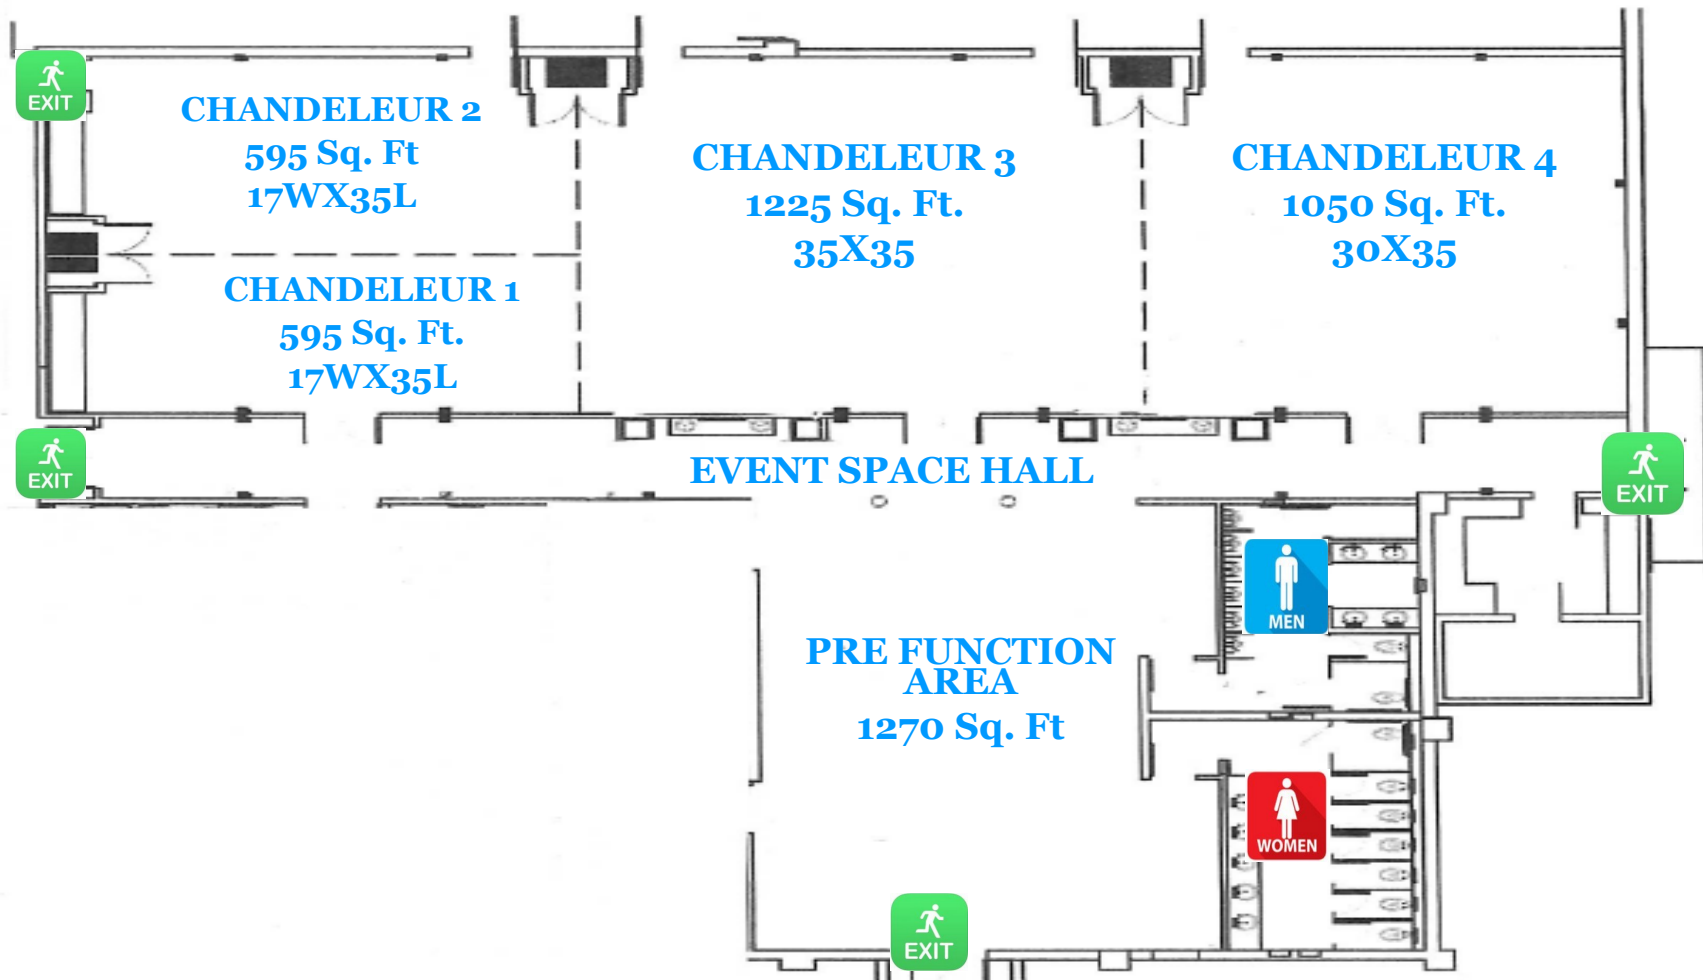 EXIT
CHANDELEUR 2
595 Sq. Ft
17WX35L
CHANDELEUR 3
1225 Sq. Ft.
35X35
CHANDELEUR 4
1050 Sq. Ft.
30X35
CHANDELEUR 1
595 Sq. Ft.
17WX35L
EXIT
EVENT SPACE HALL
EXIT
MEN
PRE FUNCTION
AREA
1270 Sq. Ft
WOMEN
EXIT